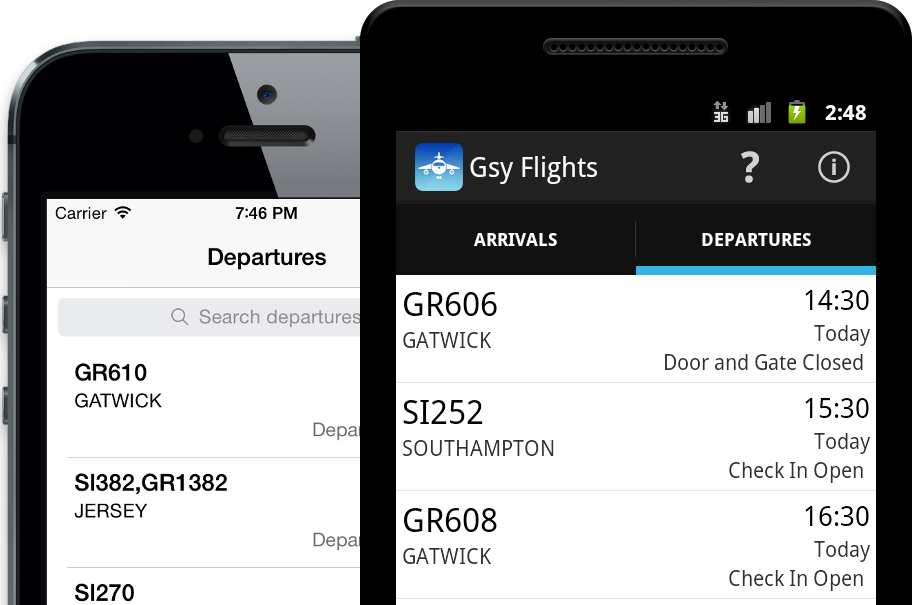 Carrier 7:46 PM
Departures
Search departures
GR610
GATWICK
Depar
SI382,GR1382
JERSEY
Depar
SI270
3G 2:48
Gsy Flights ? i
ARRIVALS DEPARTURES
GR606 14:30
GATWICK Today
Door and Gate Closed
SI252 15:30
SOUTHAMPTON Today
Check In Open
GR608 16:30
GATWICK Today
Check In Open